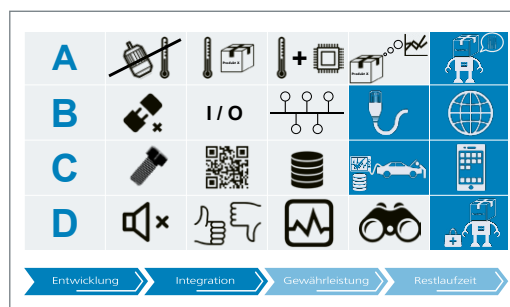 A
Produkt X
Produkt X
B
I / O
C
D
Entwicklung
Integration
Gewährleistung
Restlaufzeit